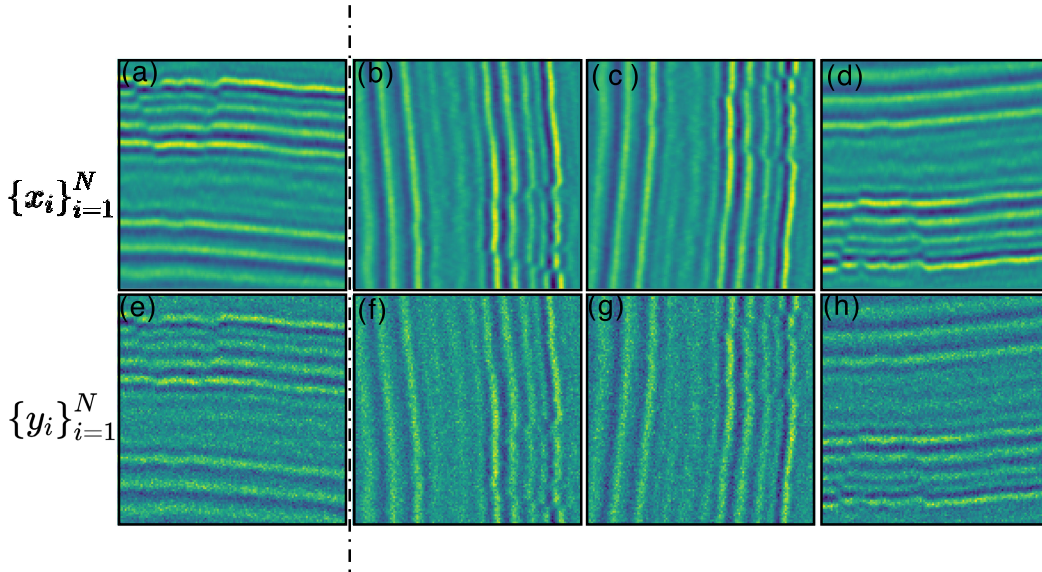 (a) (b) (c) (d)
$\{x_i\}_{i=1}^{N}$
(e) (f) (g) (h)
$\{y_i\}_{i=1}^{N}$